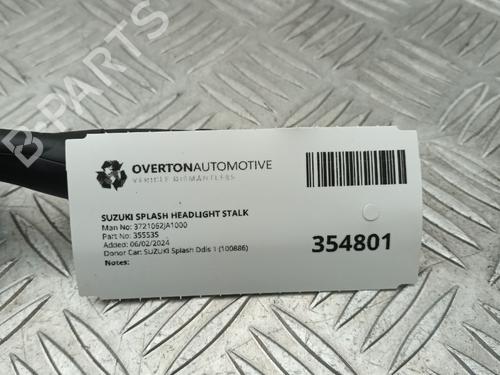 B-PARTS
OVERTONAUTOMOTIVE
VEHICLE DISMANTLERS
SUZUKI SPLASH HEADLIGHT STALK
Man No: 3721062JA1000
Part No: 355535
Added: 06/02/2024
Donor Car: SUZUKI Splash Ddis 1 (100886)
Notes:
354801